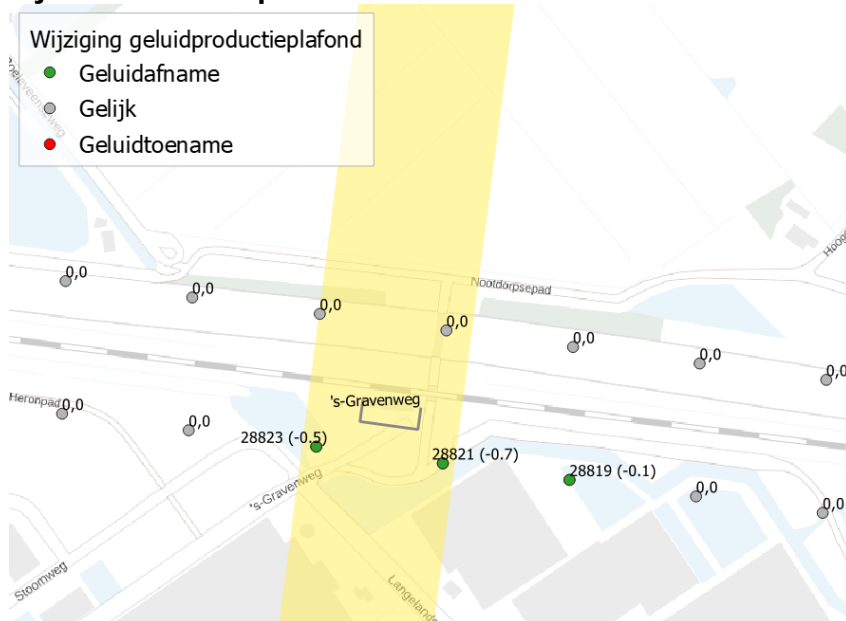 Wijziging geluidproductieplafond
Geluidafname
Gelijk
Geluidtoename
Nootdorpsepad
0,0
0,0
0,0
0,0
0,0
0,0
0,0
Heronpad
0,0
0,0
's-Gravenweg
28823 (-0.5)
28821 (-0.7)
28819 (-0.1)
0,0
0,0
's-Gravenweg
Stoomweg